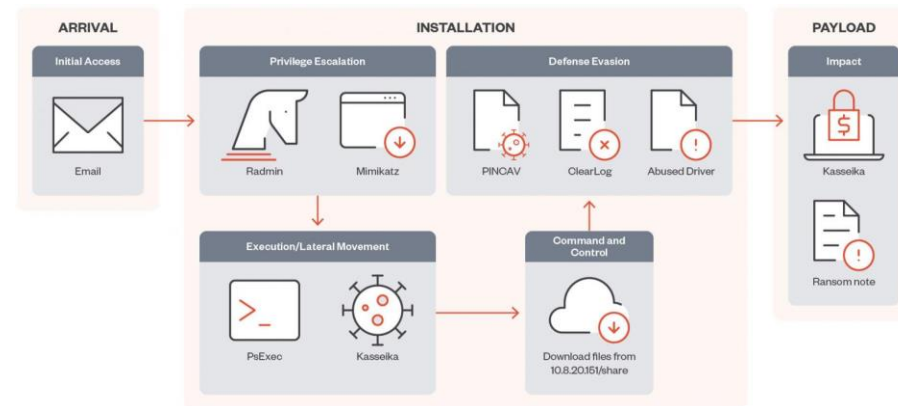 ARRIVAL
INSTALLATION
PAYLOAD
Initial Access
Privilege Escalation
Defense Evasion
Impact
$
Email
Radmin
Mimikatz
PINCAV
ClearLog
Abused Driver
Kasseika
Execution/Lateral Movement
Command and
Control
Ransom note
>_
PsExec
Kasseika
Download files from
10.8.20.151/share